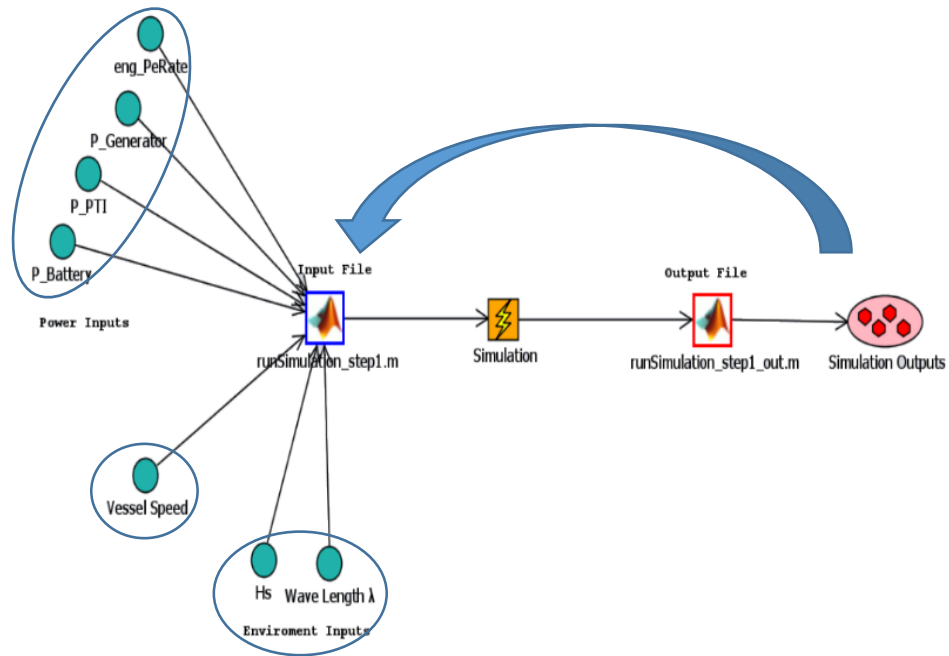 eng_PeRate
P_Generator
P_PTI
P_Battery
Power Inputs
Input File
runSimulation_step1.m
Simulation
Output File
runSimulation_step1_out.m
Simulation Outputs
Vessel Speed
Hs
Wave Length λ
Enviroment Inputs